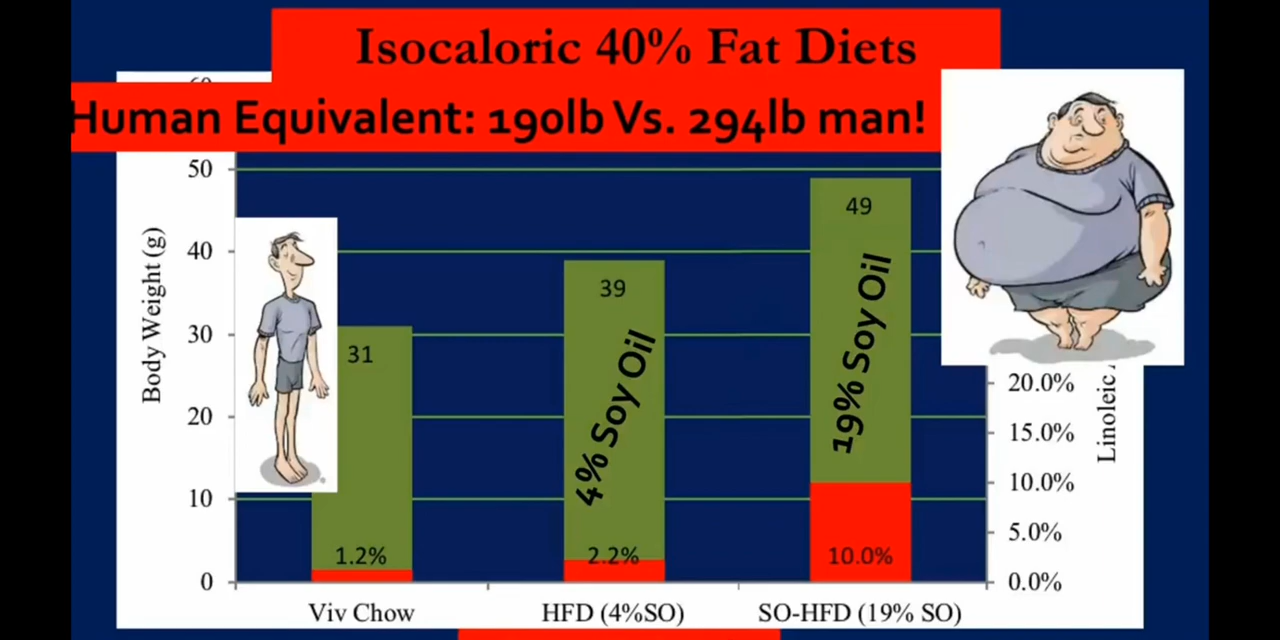 Isocaloric 40% Fat Diets
Human Equivalent: 190lb Vs. 294lb man!
50
40
30
20
10
0
Body Weight (g)
31
39
49
4% Soy Oil
19% Soy Oil
1.2%
2.2%
10.0%
20.0%
15.0%
10.0%
5.0%
0.0%
Linoleic
Viv Chow
HFD (4%SO)
SO-HFD (19% SO)